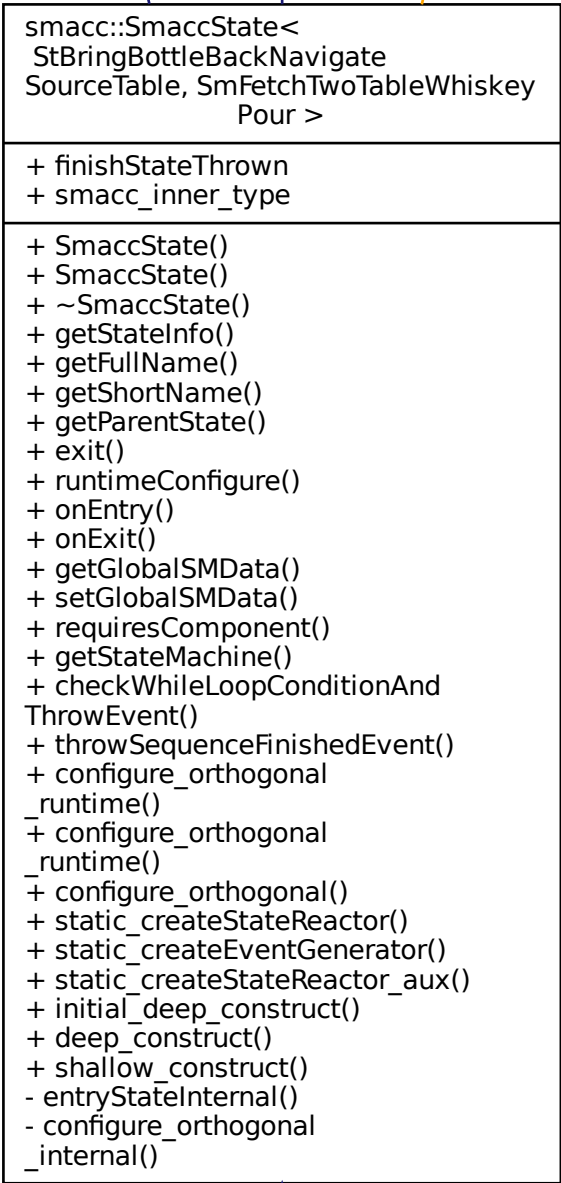 smacc::SmaccState<
StBringBottleBackNavigate
SourceTable, SmFetchTwoTableWhiskey
Pour >
+ finishStateThrown
+ smacc_inner_type
+ SmaccState()
+ SmaccState()
+ ~SmaccState()
+ getStateInfo()
+ getFullName()
+ getShortName()
+ getParentState()
+ exit()
+ runtimeConfigure()
+ onEntry()
+ onExit()
+ getGlobalSMData()
+ setGlobalSMData()
+ requiresComponent()
+ getStateMachine()
+ checkWhileLoopConditionAnd
ThrowEvent()
+ throwSequenceFinishedEvent()
+ configure_orthogonal
_runtime()
+ configure_orthogonal
_runtime()
+ configure_orthogonal()
+ static_createStateReactor()
+ static_createEventGenerator()
+ static_createStateReactor_aux()
+ initial_deep_construct()
+ deep_construct()
+ shallow_construct()
- entryStateInternal()
- configure_orthogonal
_internal()